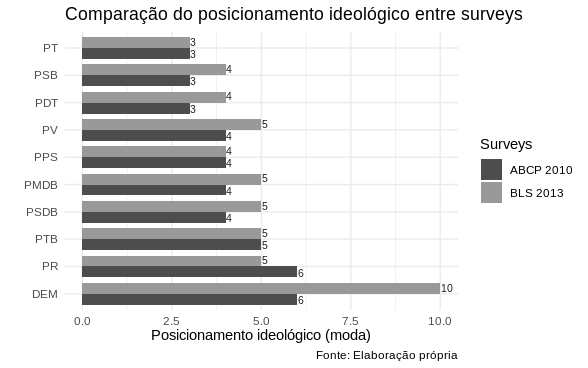 Comparação do posicionamento ideológico entre surveys
PT
3
3
PSB
4
3
PDT
4
3
PV
5
4
PPS
4
4
PMDB
5
4
PSDB
5
4
PTB
5
5
PR
5
6
DEM
10
6
0.0 2.5 5.0 7.5 10.0
Posicionamento ideológico (moda)
Fonte: Elaboração própria
Surveys
ABCP 2010
BLS 2013